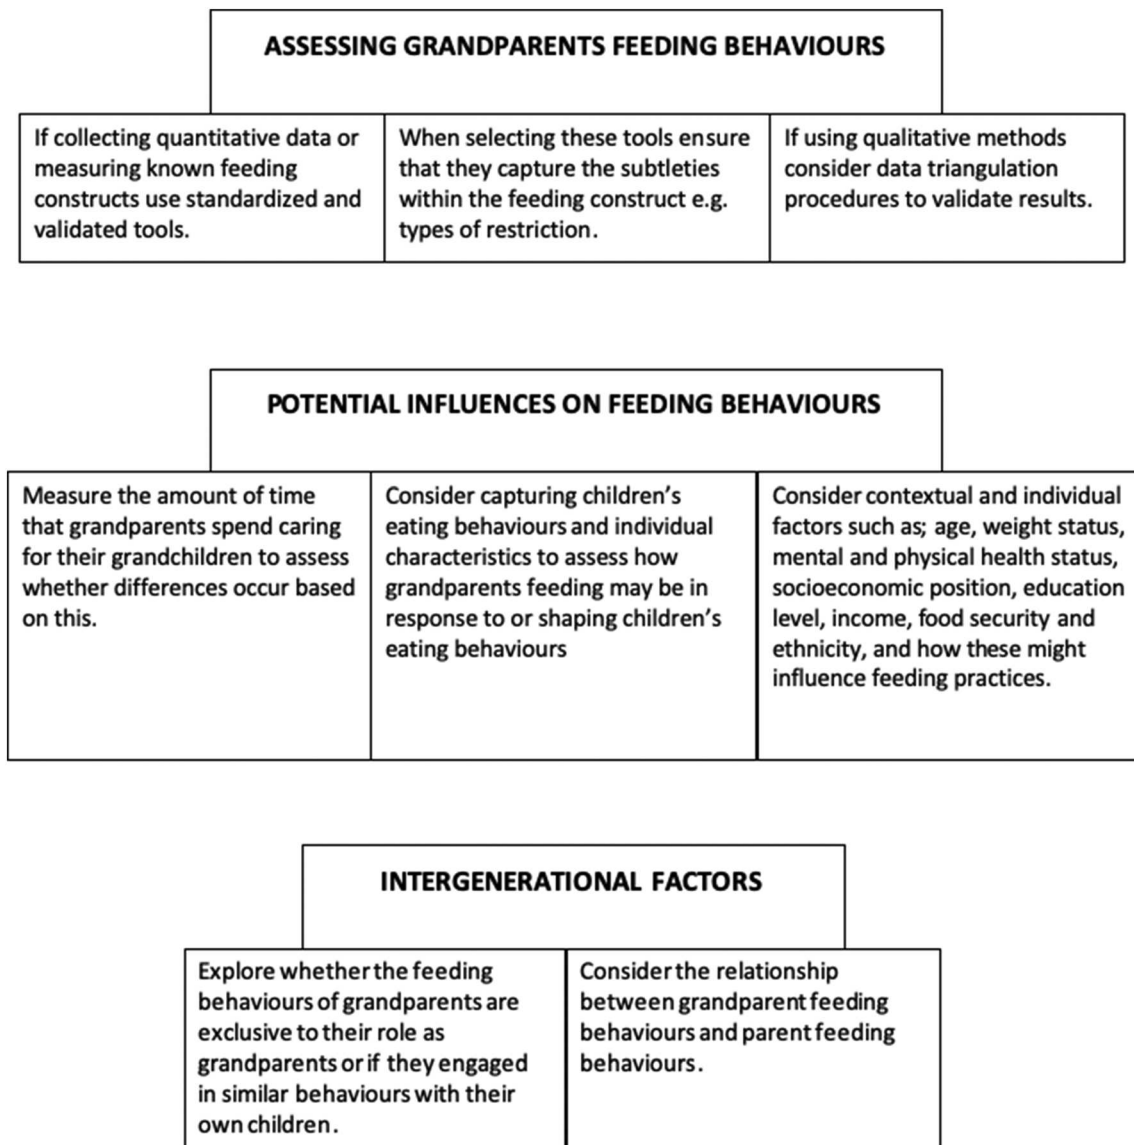 ASSESSING GRANDPARENTS FEEDING BEHAVIOURS
If collecting quantitative data or
measuring known feeding
constructs use standardized and
validated tools.
When selecting these tools ensure
that they capture the subtleties
within the feeding construct e.g.
types of restriction.
If using qualitative methods
consider data triangulation
procedures to validate results.
POTENTIAL INFLUENCES ON FEEDING BEHAVIOURS
Measure the amount of time
that grandparents spend caring
for their grandchildren to assess
whether differences occur based
on this.
Consider capturing children’s
eating behaviours and individual
characteristics to assess how
grandparents feeding may be in
response to or shaping children’s
eating behaviours
Consider contextual and individual
factors such as; age, weight status,
mental and physical health status,
socioeconomic position, education
level, income, food security and
ethnicity, and how these might
influence feeding practices.
INTERGENERATIONAL FACTORS
Explore whether the feeding
behaviours of grandparents are
exclusive to their role as
grandparents or if they engaged
in similar behaviours with their
own children.
Consider the relationship
between grandparent feeding
behaviours and parent feeding
behaviours.